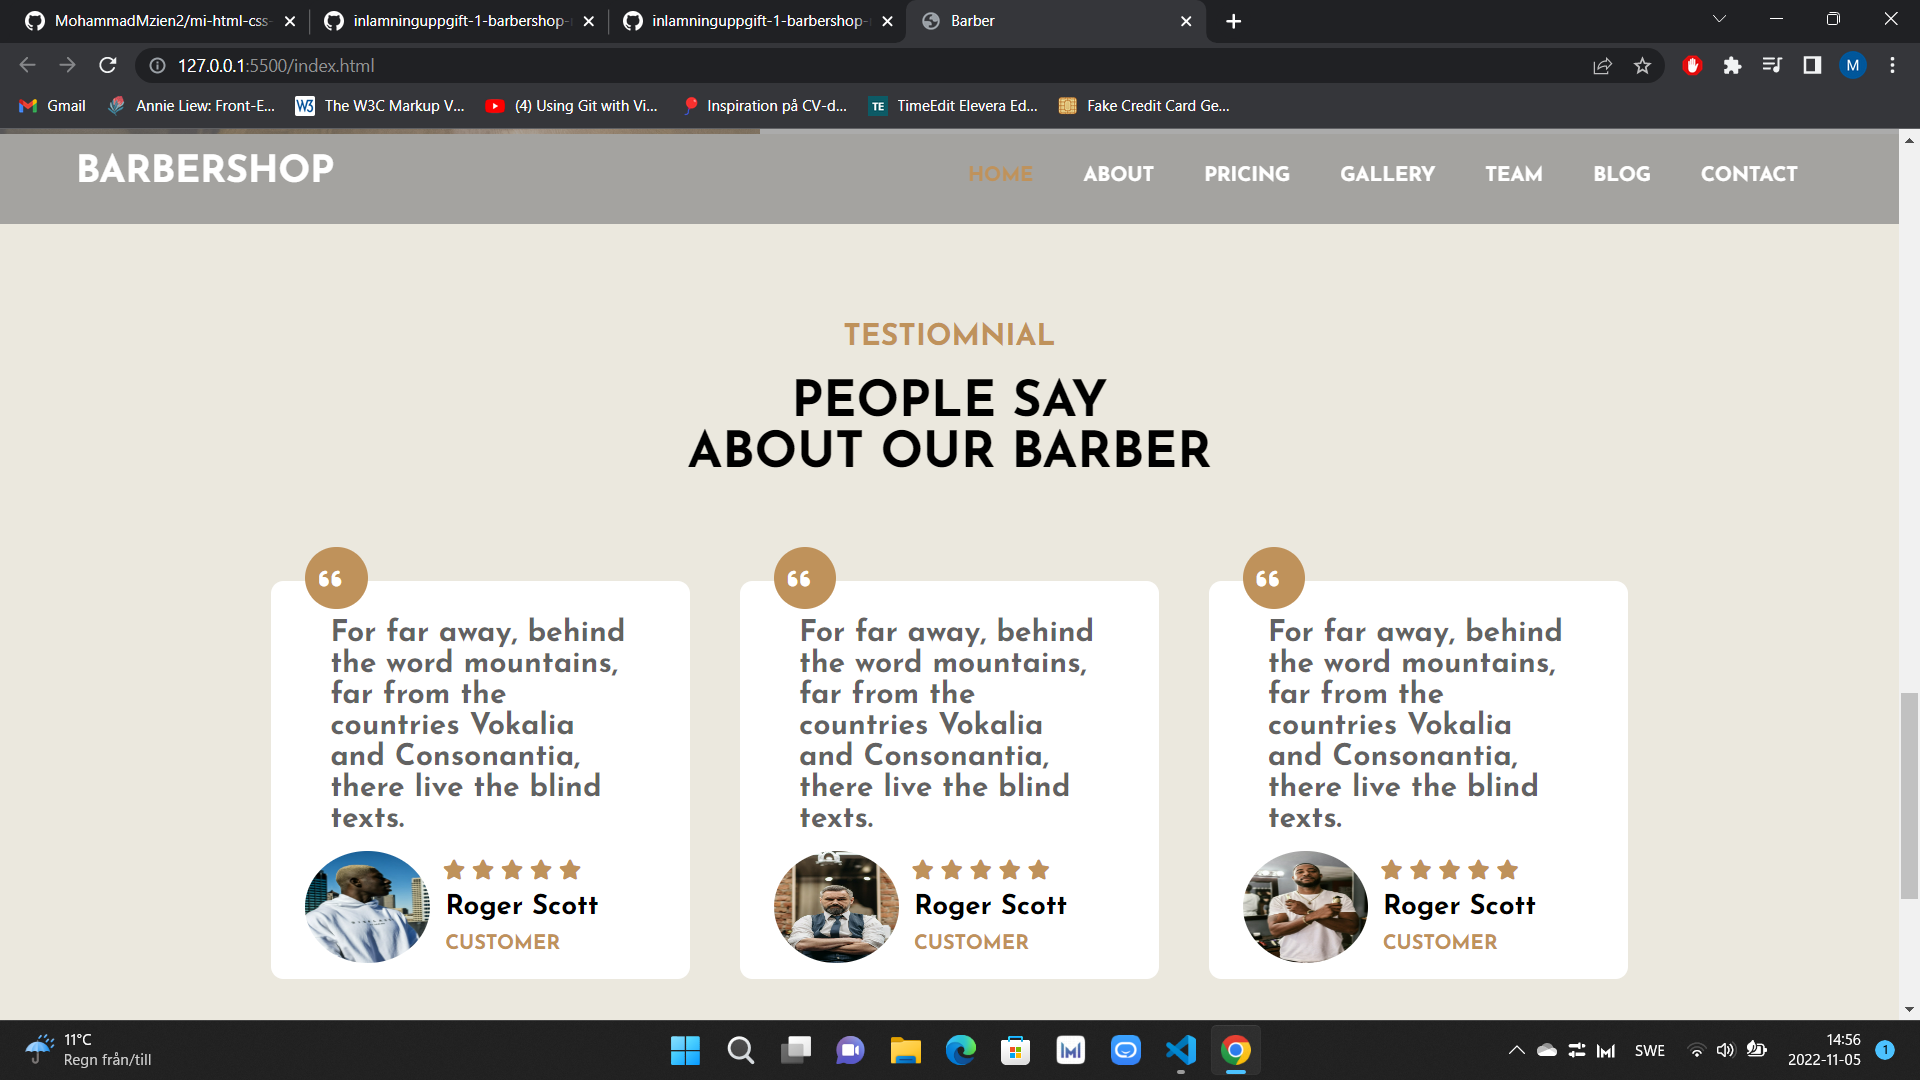 MohammadMzien2/mi-html-css-
inlamninguppgift-1-barbershop-
inlamninguppgift-1-barbershop-
Barber
127.0.0.1:5500/index.html
M
Gmail
Annie Liew: Front-E...
W3 The W3C Markup V...
(4) Using Git with Vi...
Inspiration på CV-d...
TE TimeEdit Elevera Ed...
Fake Credit Card Ge...
BARBERSHOP
HOME
ABOUT
PRICING
GALLERY
TEAM
BLOG
CONTACT
TESTIOMNIAL
PEOPLE SAY
ABOUT OUR BARBER
“
For far away, behind
the word mountains,
far from the
countries Vokalia
and Consonantia,
there live the blind
texts.
Roger Scott
CUSTOMER
“
For far away, behind
the word mountains,
far from the
countries Vokalia
and Consonantia,
there live the blind
texts.
Roger Scott
CUSTOMER
“
For far away, behind
the word mountains,
far from the
countries Vokalia
and Consonantia,
there live the blind
texts.
Roger Scott
CUSTOMER
11°C
Regn från/till
SWE
14:56
2022-11-05
1